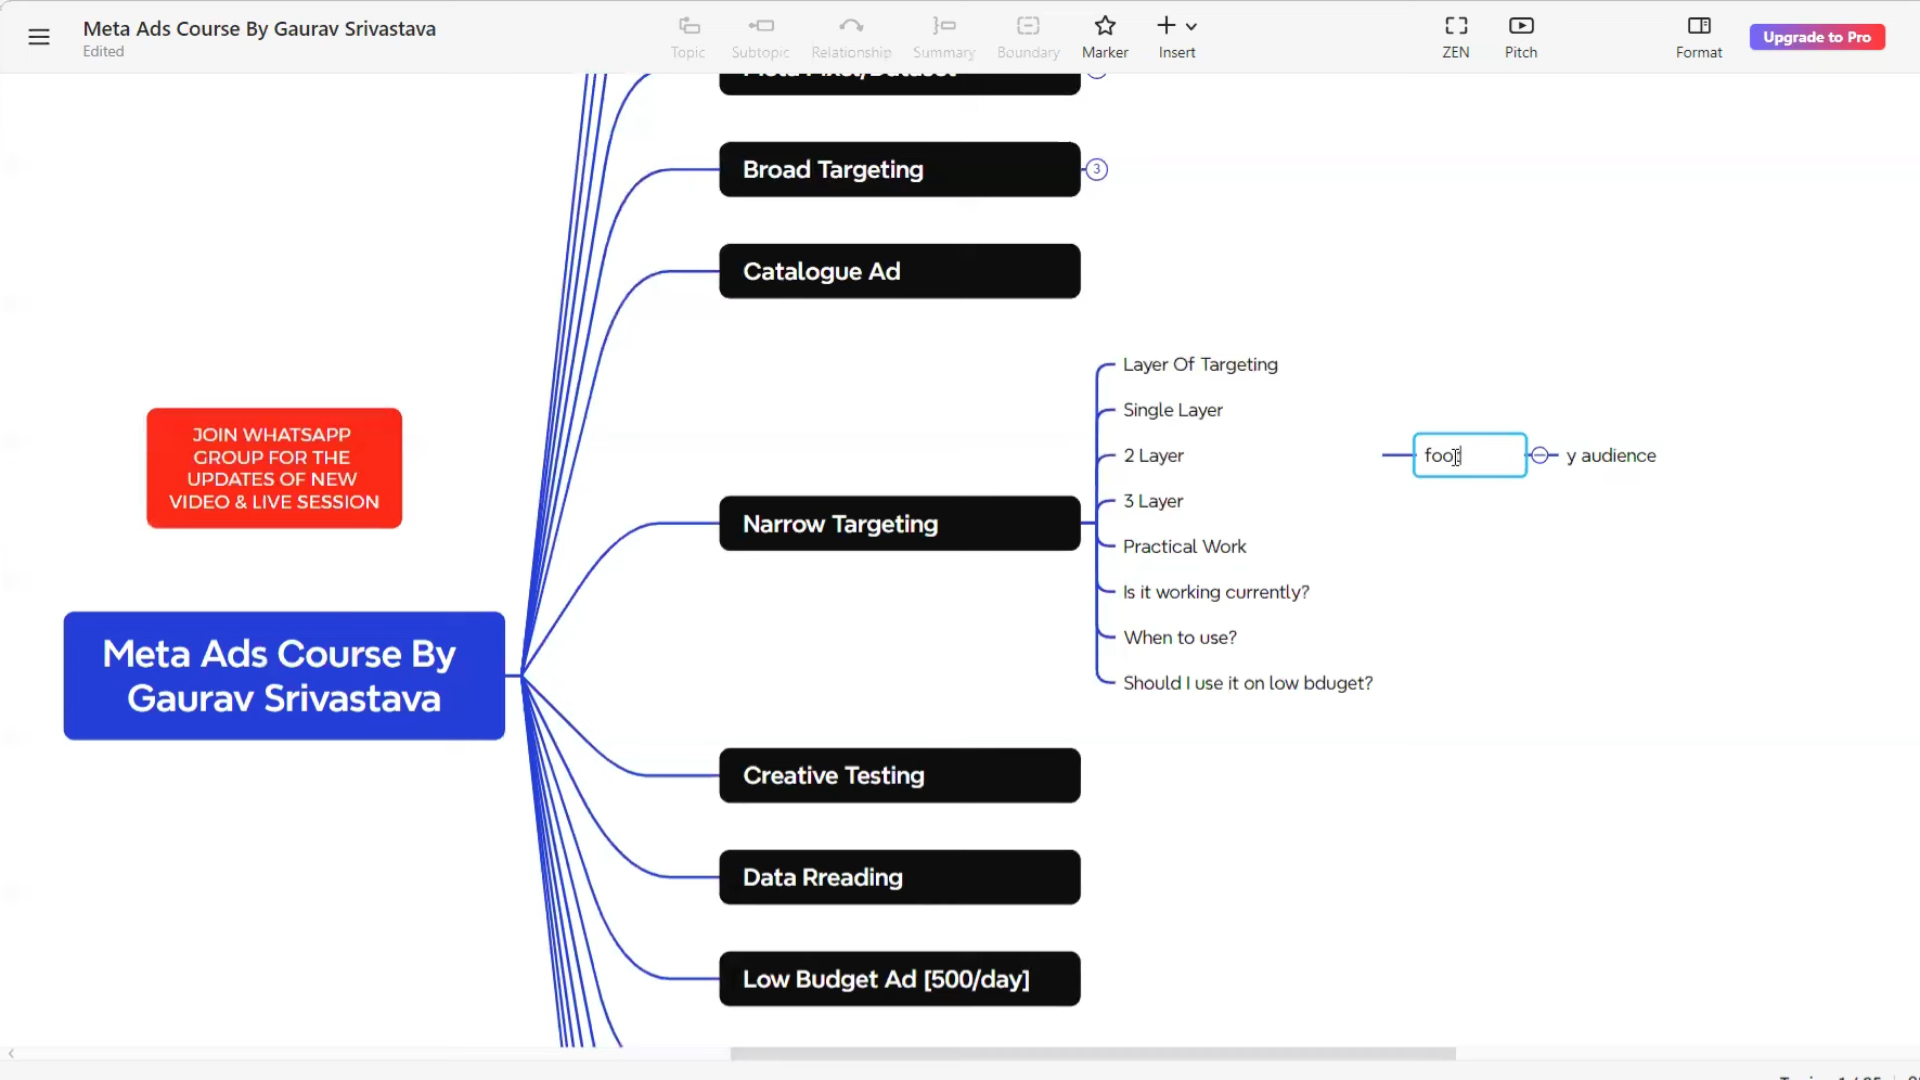 Meta Ads Course By Gaurav Srivastava
Edited
Topic
Subtopic
Relationship
Summary
Boundary
Marker
Insert
ZEN
Pitch
Format
Upgrade to Pro
Meta Pixel/Dataset
Broad Targeting
3
Catalogue Ad
Layer Of Targeting
Single Layer
2 Layer
foo
y audience
3 Layer
Narrow Targeting
Practical Work
Is it working currently?
When to use?
Should I use it on low bduget?
JOIN WHATSAPP
GROUP FOR THE
UPDATES OF NEW
VIDEO & LIVE SESSION
Meta Ads Course By
Gaurav Srivastava
Creative Testing
Data Rreading
Low Budget Ad [500/day]